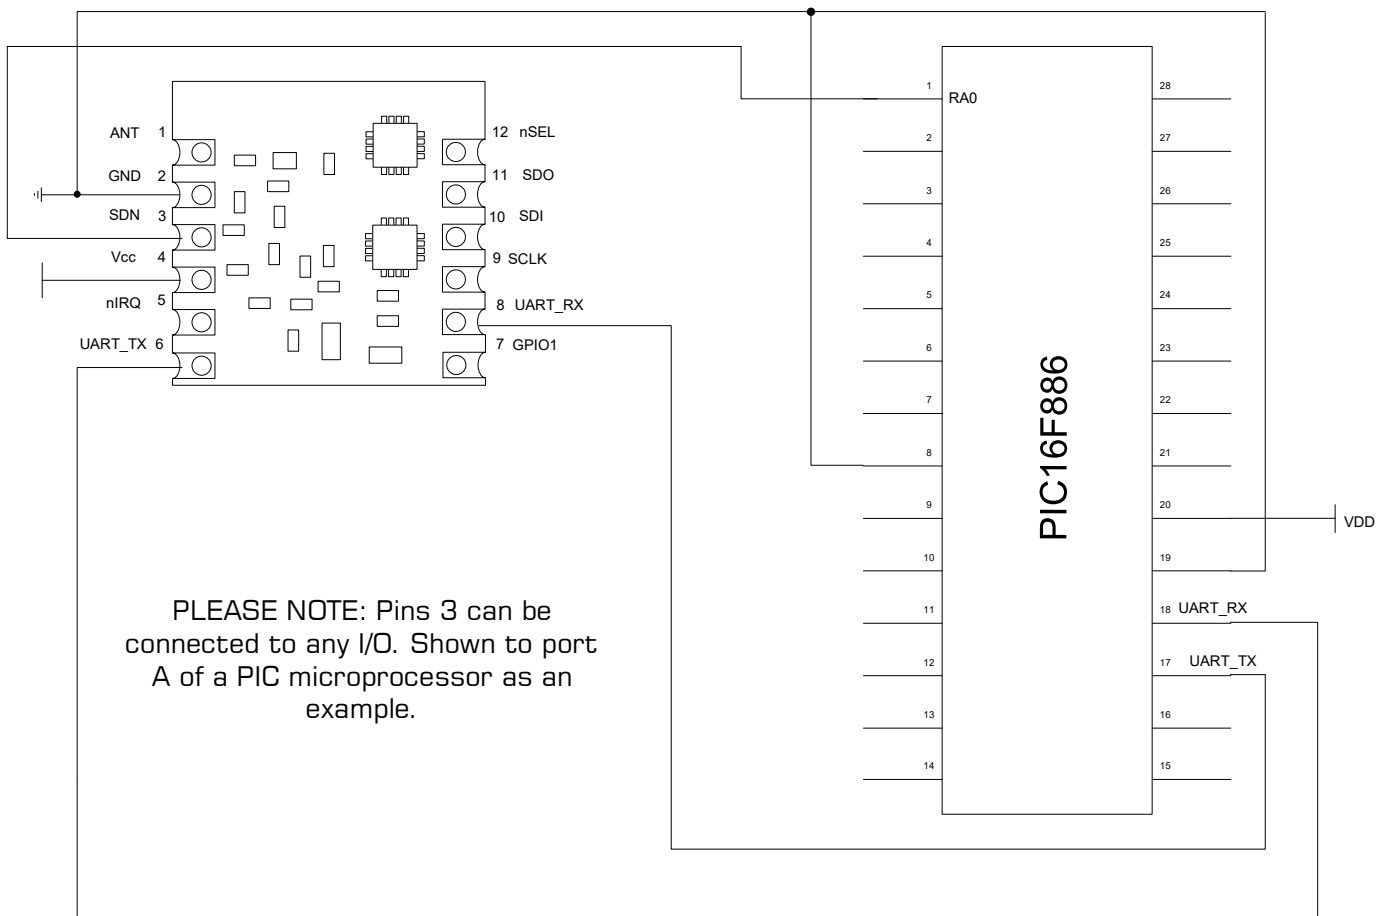 ANT 1
GND 2
SDN 3
Vcc 4
nIRQ 5
UART_TX 6
12 nSEL
11 SDO
10 SDI
9 SCLK
8 UART_RX
7 GPIO1
1 RA0
2
3
4
5
6
7
8
9
10
11
12
13
14
PIC16F886
28
27
26
25
24
23
22
21
20 VDD
19
18 UART_RX
17 UART_TX
16
15
PLEASE NOTE: Pins 3 can be
connected to any I/O. Shown to port
A of a PIC microprocessor as an
example.